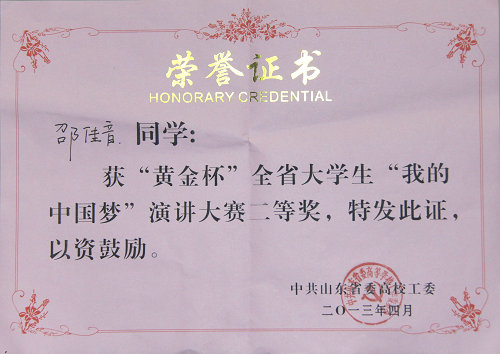 荣誉证书
HONORARY CREDENTIAL
邵佳音 同学:
获“黄金杯”全省大学生“我的
中国梦”演讲大赛二等奖，特发此证，
以资鼓励。
中共山东省委高校工委
二〇一三年四月